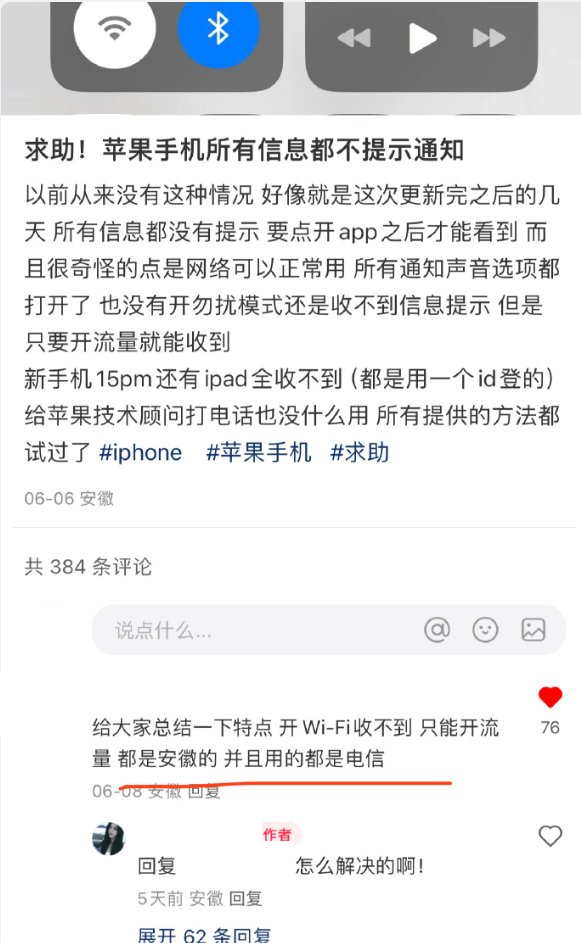 求助！苹果手机所有信息都不提示通知
以前从来没有这种情况 好像就是这次更新完之后的几
天 所有信息都没有提示 要点开app之后才能看到 而
且很奇怪的点是网络可以正常用 所有通知声音选项都
打开了 也没有开勿扰模式还是收不到信息提示 但是
只要开流量就能收到
新手机15pm还有ipad全收不到（都是用一个id登的）
给苹果技术顾问打电话也没什么用 所有提供的方法都
试过了 #iphone #苹果手机 #求助
06-06 安徽
共 384 条评论
说点什么...
给大家总结一下特点 开Wi-Fi收不到 只能开流
量 都是安徽的 并且用的都是电信
76
06-08 安徽 回复
作者
回复 怎么解决的啊！
5天前 安徽 回复
展开 62 条回复